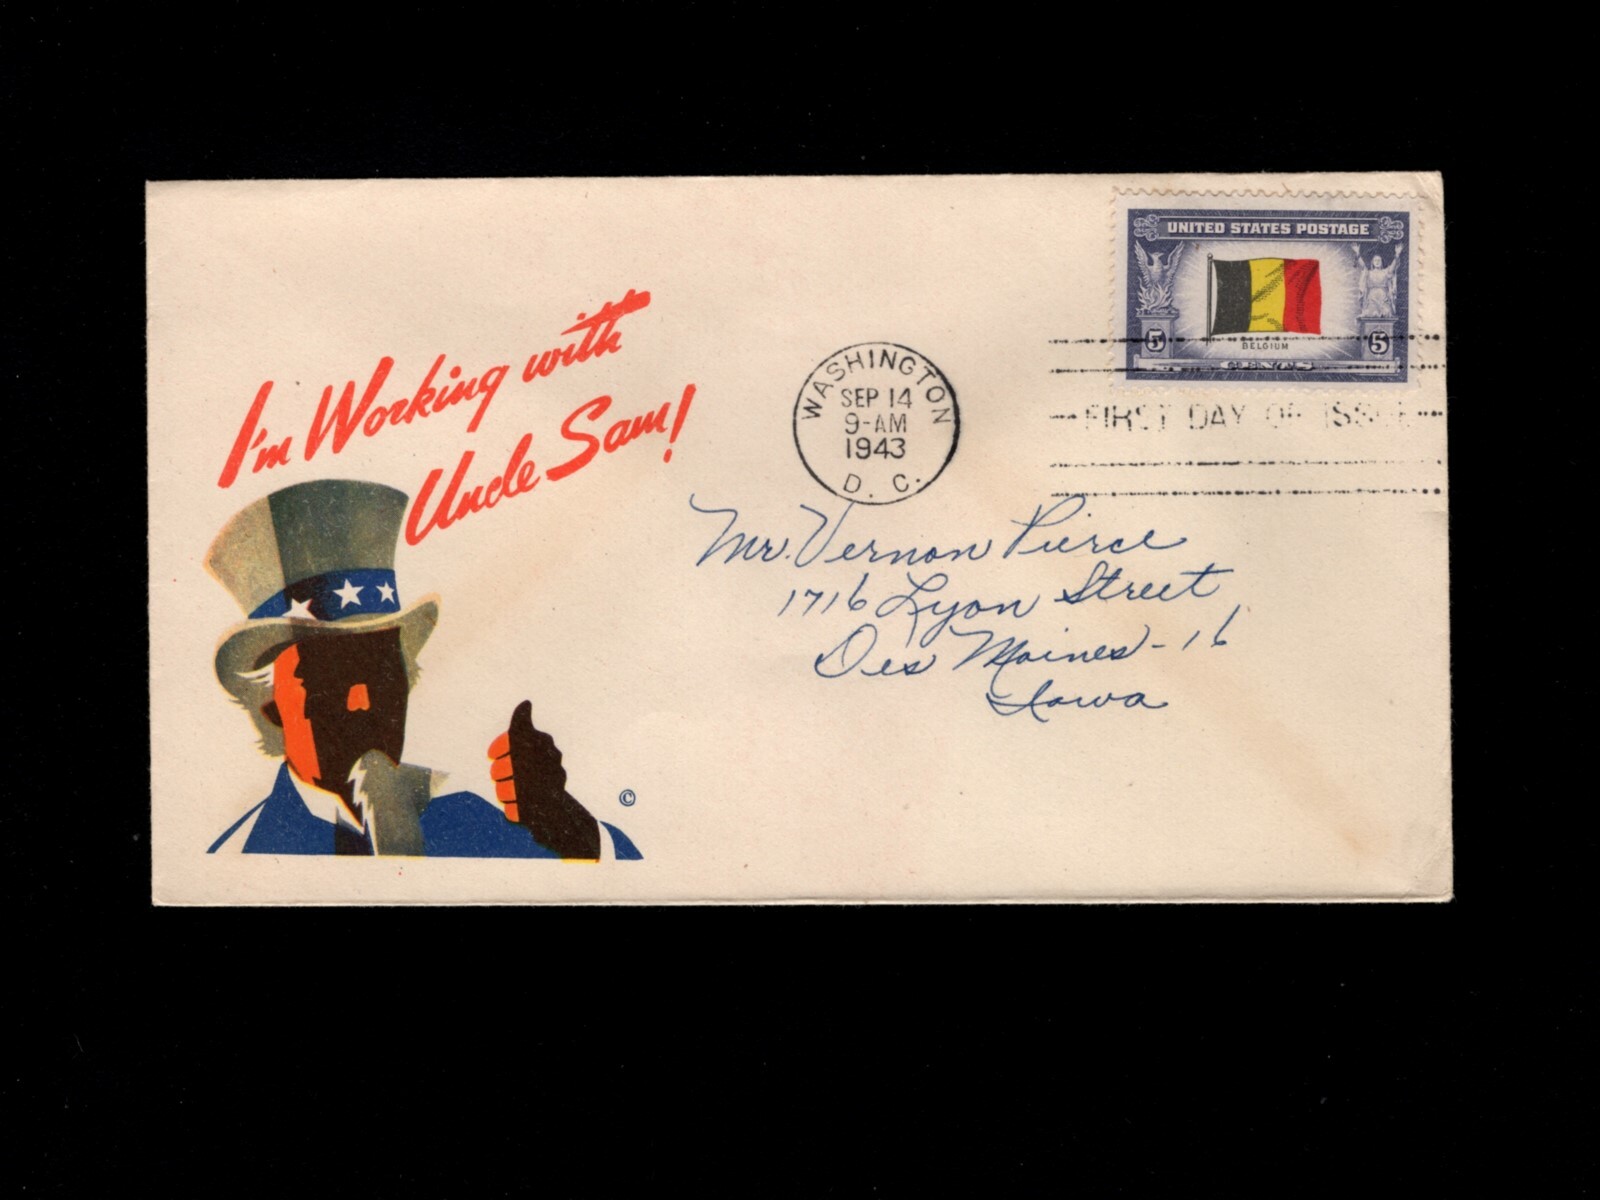 I'm Working with
Uncle Sam!
©
UNITED STATES POSTAGE
5 5
BELGIUM
CENTS
WASHINGTON
SEP 14
9-AM
1943
D. C.
FIRST DAY OF ISSUE
Mr. Vernon Pierce
1716 Lyon Street
Des Moines - 16
Iowa